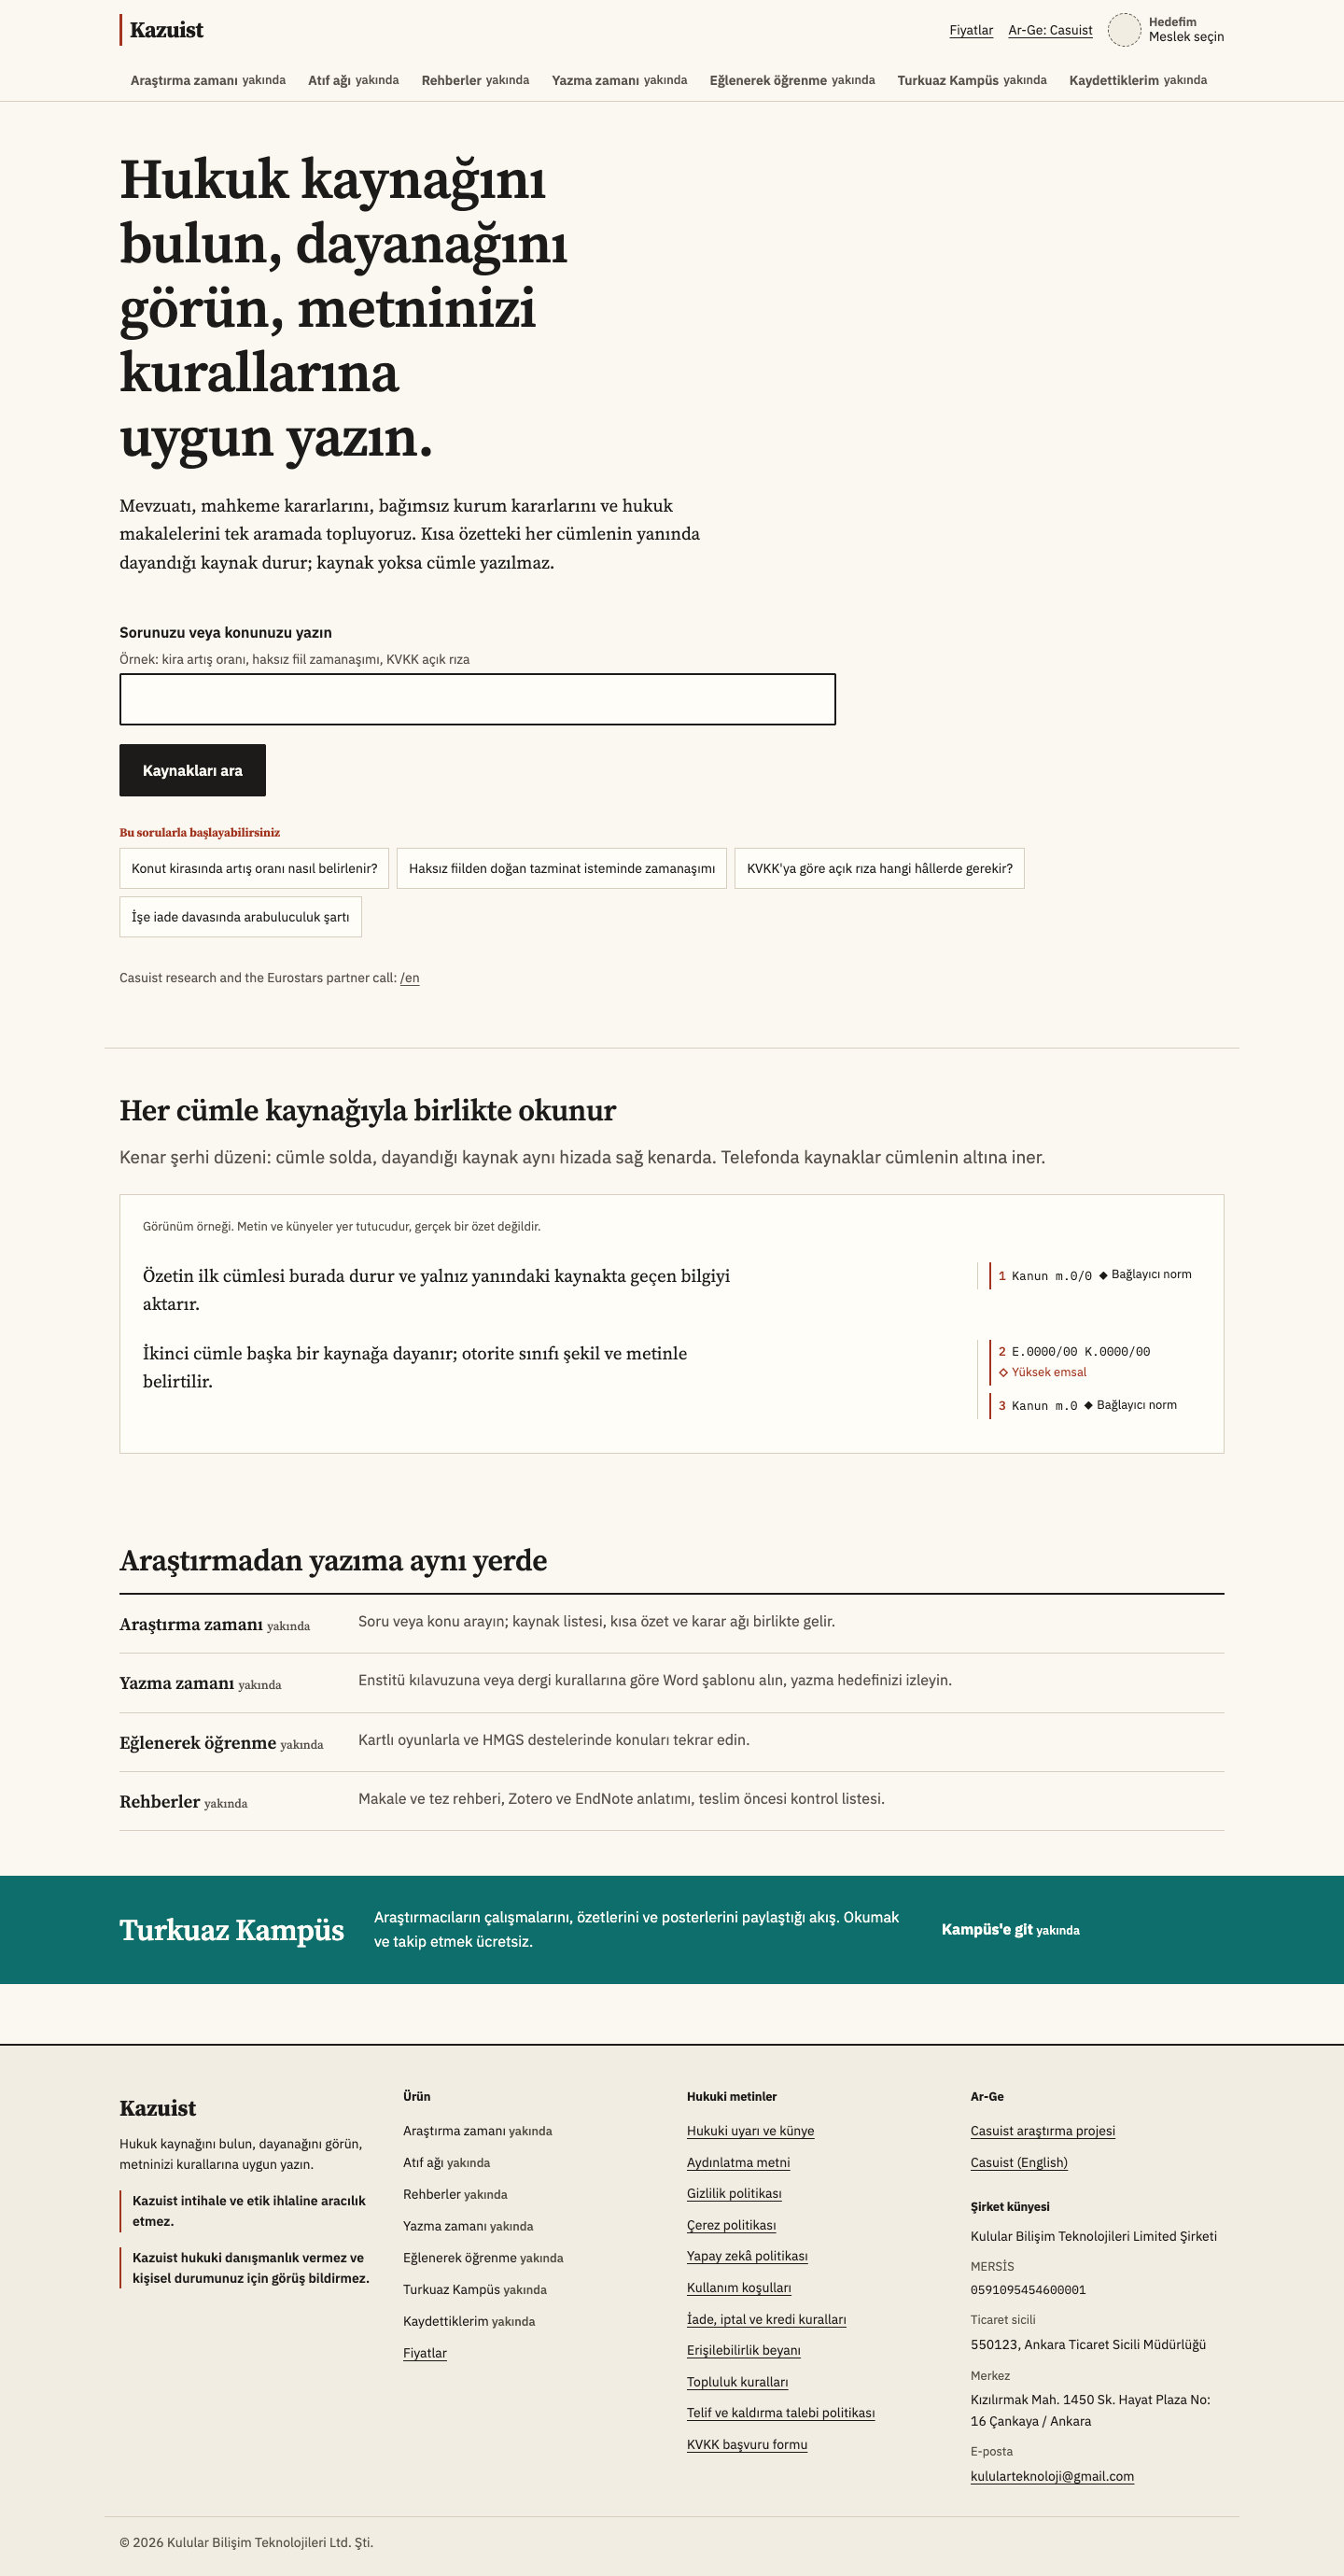 Kazuist
Fiyatlar
Ar-Ge: Casuist
Hedefim
Meslek seçin
Araştırma zamanı yakında
Atıf ağı yakında
Rehberler yakında
Yazma zamanı yakında
Eğlenerek öğrenme yakında
Turkuaz Kampüs yakında
Kaydettiklerim yakında
Hukuk kaynağını
bulun, dayanağını
görün, metninizi
kurallarına
uygun yazın.
Mevzuatı, mahkeme kararlarını, bağımsız kurum kararlarını ve hukuk
makalelerini tek aramada topluyoruz. Kısa özetteki her cümlenin yanında
dayandığı kaynak durur; kaynak yoksa cümle yazılmaz.
Sorunuzu veya konunuzu yazın
Örnek: kira artış oranı, haksız fiil zamanaşımı, KVKK açık rıza
Kaynakları ara
Bu sorularla başlayabilirsiniz
Konut kirasında artış oranı nasıl belirlenir?
Haksız fiilden doğan tazminat isteminde zamanaşımı
KVKK'ya göre açık rıza hangi hâllerde gerekir?
İşe iade davasında arabuluculuk şartı
Casuist research and the Eurostars partner call: /en
Her cümle kaynağıyla birlikte okunur
Kenar şerhi düzeni: cümle solda, dayandığı kaynak aynı hizada sağ kenarda. Telefonda kaynaklar cümlenin altına iner.
Görünüm örneği. Metin ve künyeler yer tutucudur, gerçek bir özet değildir.
Özetin ilk cümlesi burada durur ve yalnız yanındaki kaynakta geçen bilgiyi
aktarır.
1 Kanun m.0/0 ◆ Bağlayıcı norm
İkinci cümle başka bir kaynağa dayanır; otorite sınıfı şekil ve metinle
belirtilir.
2 E.0000/00 K.0000/00
◇ Yüksek emsal
3 Kanun m.0 ◆ Bağlayıcı norm
Araştırmadan yazıma aynı yerde
Araştırma zamanı yakında
Soru veya konu arayın; kaynak listesi, kısa özet ve karar ağı birlikte gelir.
Yazma zamanı yakında
Enstitü kılavuzuna veya dergi kurallarına göre Word şablonu alın, yazma hedefinizi izleyin.
Eğlenerek öğrenme yakında
Kartlı oyunlarla ve HMGS destelerinde konuları tekrar edin.
Rehberler yakında
Makale ve tez rehberi, Zotero ve EndNote anlatımı, teslim öncesi kontrol listesi.
Turkuaz Kampüs
Araştırmacıların çalışmalarını, özetlerini ve posterlerini paylaştığı akış. Okumak
ve takip etmek ücretsiz.
Kampüs'e git yakında
Kazuist
Hukuk kaynağını bulun, dayanağını görün,
metninizi kurallarına uygun yazın.
Kazuist intihale ve etik ihlaline aracılık
etmez.
Kazuist hukuki danışmanlık vermez ve
kişisel durumunuz için görüş bildirmez.
Ürün
Araştırma zamanı yakında
Atıf ağı yakında
Rehberler yakında
Yazma zamanı yakında
Eğlenerek öğrenme yakında
Turkuaz Kampüs yakında
Kaydettiklerim yakında
Fiyatlar
Hukuki metinler
Hukuki uyarı ve künye
Aydınlatma metni
Gizlilik politikası
Çerez politikası
Yapay zekâ politikası
Kullanım koşulları
İade, iptal ve kredi kuralları
Erişilebilirlik beyanı
Topluluk kuralları
Telif ve kaldırma talebi politikası
KVKK başvuru formu
Ar-Ge
Casuist araştırma projesi
Casuist (English)
Şirket künyesi
Kulular Bilişim Teknolojileri Limited Şirketi
MERSİS
0591095454600001
Ticaret sicili
550123, Ankara Ticaret Sicili Müdürlüğü
Merkez
Kızılırmak Mah. 1450 Sk. Hayat Plaza No:
16 Çankaya / Ankara
E-posta
kulularteknoloji@gmail.com
© 2026 Kulular Bilişim Teknolojileri Ltd. Şti.